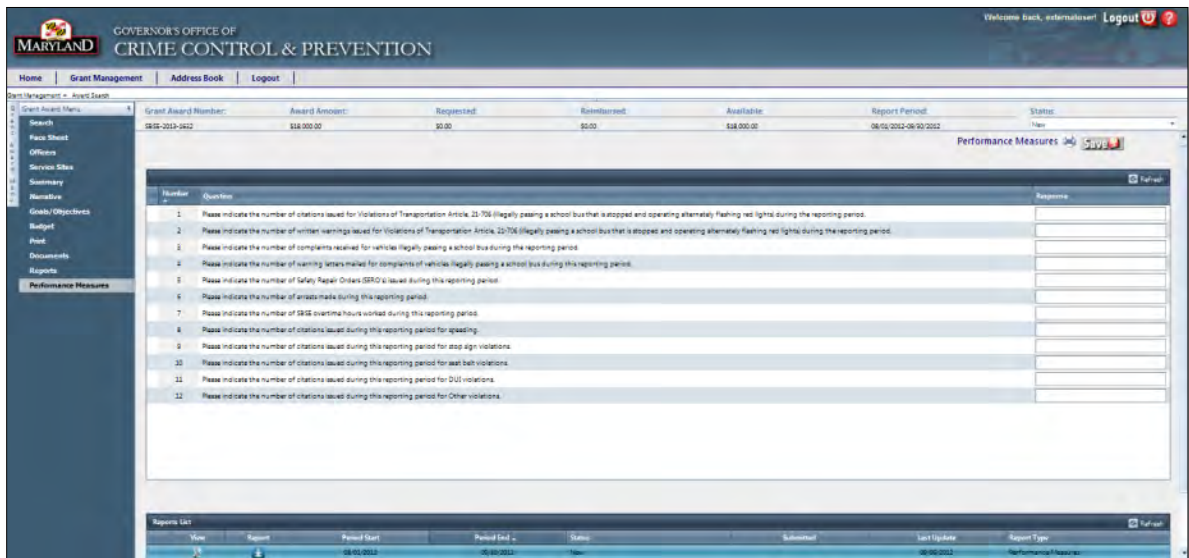 Welcome back, externaluser! Logout
MARYLAND
GOVERNOR'S OFFICE OF
CRIME CONTROL & PREVENTION
Home | Grant Management | Address Book | Logout |
Grant Management > Award Search
Grant Award Menu
Search
Face Sheet
Officers
Service Sites
Summary
Narrative
Goals/Objectives
Budget
Print
Documents
Reports
Performance Measures
Grant Award Number: Award Amount: Requested: Reimbursed: Available: Report Period: Status:
$18,000.00 $0.00 $0.00 $18,000.00 New
Performance Measures Save
Refresh
Number Question Response
1 Please indicate the number of citations issued for Violations of Transportation Article, 21-706 (illegally passing a school bus that is stopped and operating alternately flashing red lights) during the reporting period.
2 Please indicate the number of written warnings issued for Violations of Transportation Article, 21-706 (illegally passing a school bus that is stopped and operating alternately flashing red lights) during the reporting period.
3 Please indicate the number of complaints received for vehicles illegally passing a school bus during the reporting period.
4 Please indicate the number of warning letters mailed for complaints of vehicles illegally passing a school bus during this reporting period.
5 Please indicate the number of Safety Repair Orders (SERO's) issued during this reporting period.
6 Please indicate the number of arrests made during this reporting period.
7 Please indicate the number of SBSE overtime hours worked during this reporting period.
8 Please indicate the number of citations issued during this reporting period for speeding.
9 Please indicate the number of citations issued during this reporting period for stop sign violations.
10 Please indicate the number of citations issued during this reporting period for seat belt violations.
11 Please indicate the number of citations issued during this reporting period for DUI violations.
12 Please indicate the number of citations issued during this reporting period for Other violations.
Reports List Refresh
View Report Period Start Period End Status Submitted Last Update Report Type
New Performance Measures